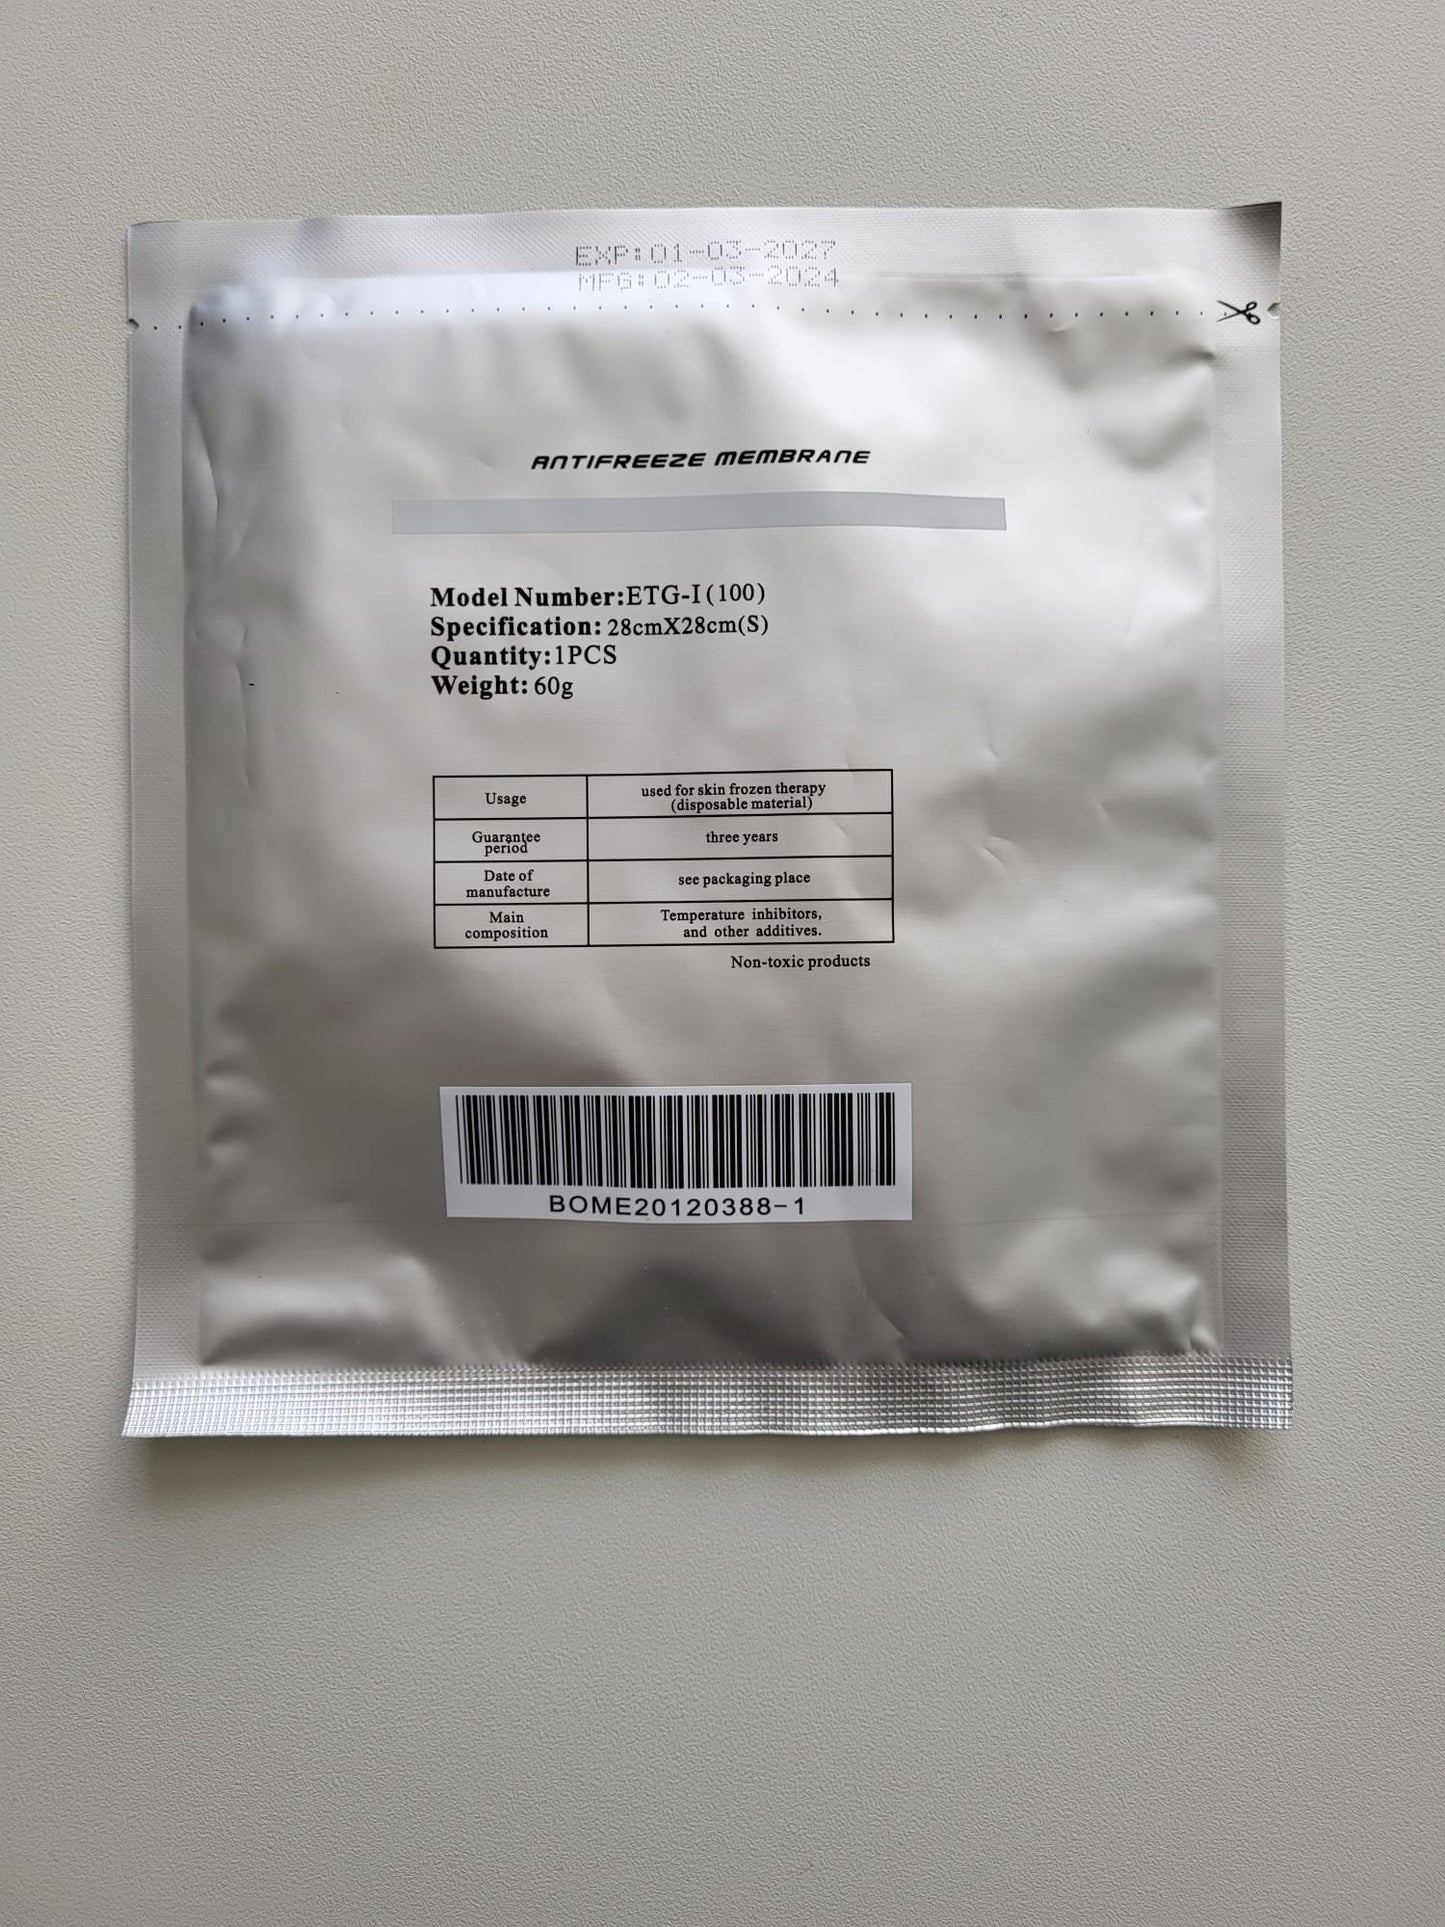 EXP:01-03-2027
MFG:02-03-2024
ANTIFREEZE MEMBRANE
Model Number:ETG-I(100)
Specification: 28cmX28cm(S)
Quantity:1PCS
Weight: 60g
Usage
used for skin frozen therapy
(disposable material)
Guarantee
period
three years
Date of
manufacture
see packaging place
Main
composition
Temperature inhibitors,
and other additives.
Non-toxic products
BOME20120388-1